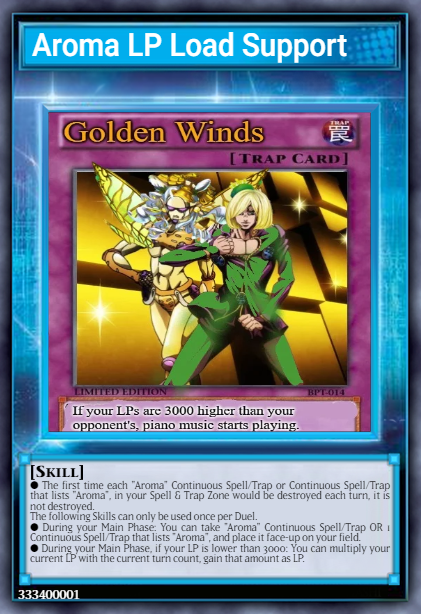 Aroma LP Load Support
Golden Winds
TRAP
罠
[TRAP CARD]
LIMITED EDITION
BPT-014
If your LPs are 3000 higher than your
opponent's, piano music starts playing.
[SKILL]
● The first time each "Aroma" Continuous Spell/Trap or Continuous Spell/Trap
that lists "Aroma", in your Spell & Trap Zone would be destroyed each turn, it is
not destroyed.
The following Skills can only be used once per Duel.
● During your Main Phase: You can take "Aroma" Continuous Spell/Trap OR 1
Continuous Spell/Trap that lists "Aroma", and place it face-up on your field.
● During your Main Phase, if your LP is lower than 3000: You can multiply your
current LP with the current turn count, gain that amount as LP.
333400001